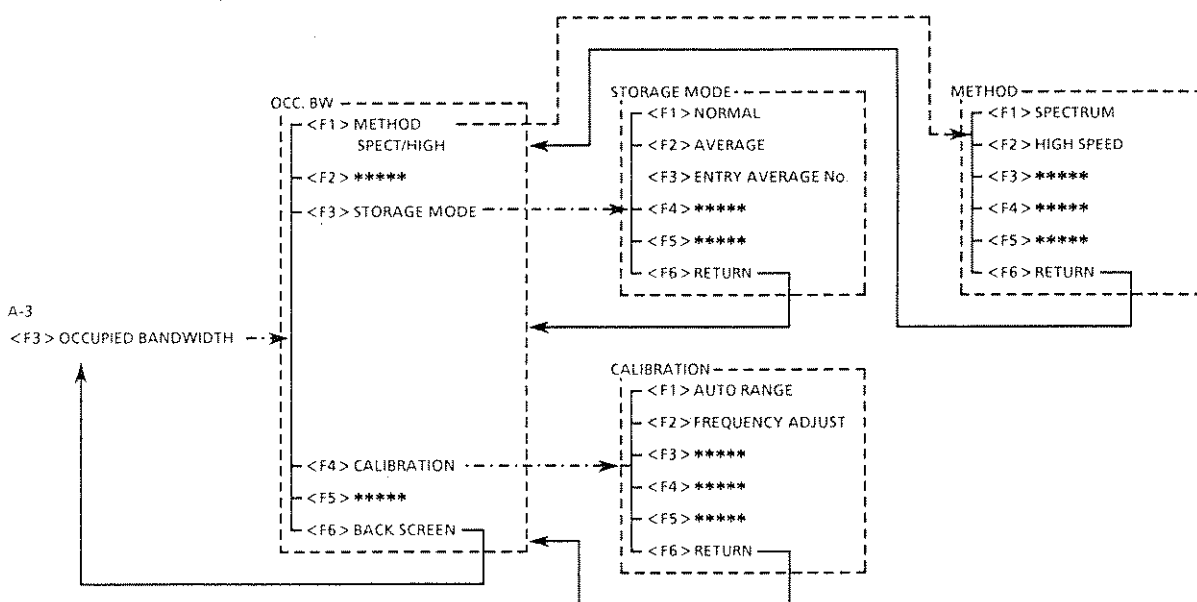 OCC. BW
<F1> METHOD
SPECT/HIGH
<F2> *****
<F3> STORAGE MODE
<F4> CALIBRATION
<F5> *****
<F6> BACK SCREEN
A-3
<F3> OCCUPIED BANDWIDTH
STORAGE MODE
<F1> NORMAL
<F2> AVERAGE
<F3> ENTRY AVERAGE No.
<F4> *****
<F5> *****
<F6> RETURN
CALIBRATION
<F1> AUTO RANGE
<F2> FREQUENCY ADJUST
<F3> *****
<F4> *****
<F5> *****
<F6> RETURN
METHOD
<F1> SPECTRUM
<F2> HIGH SPEED
<F3> *****
<F4> *****
<F5> *****
<F6> RETURN